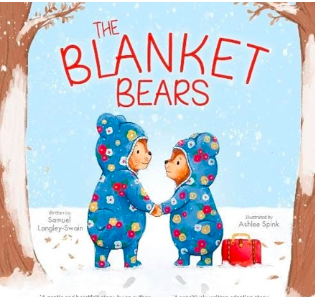 THE
BLANKET
BEARS
Written by
Samuel
Langley-Swain
Illustrated by
Ashlee Spink